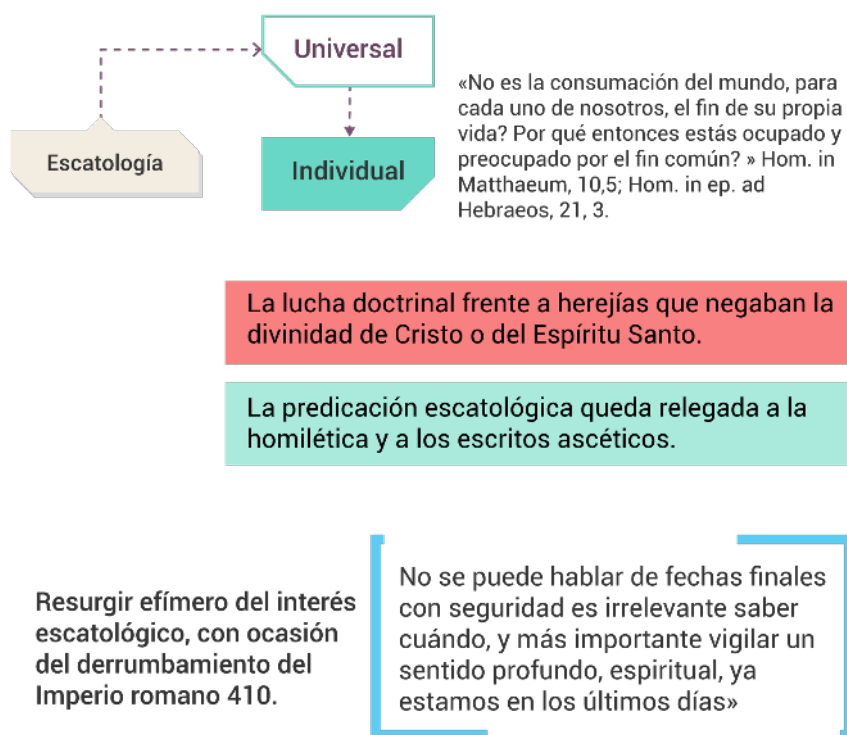 Universal
Escatología
Individual
«No es la consumación del mundo, para
cada uno de nosotros, el fin de su propia
vida? Por qué entonces estás ocupado y
preocupado por el fin común? » Hom. in
Matthaeum, 10,5; Hom. in ep. ad
Hebraeos, 21, 3.
La lucha doctrinal frente a herejías que negaban la
divinidad de Cristo o del Espíritu Santo.
La predicación escatológica queda relegada a la
homilética y a los escritos ascéticos.
Resurgir efímero del interés
escatológico, con ocasión
del derrumbamiento del
Imperio romano 410.
No se puede hablar de fechas finales
con seguridad es irrelevante saber
cuándo, y más importante vigilar un
sentido profundo, espiritual, ya
estamos en los últimos días»